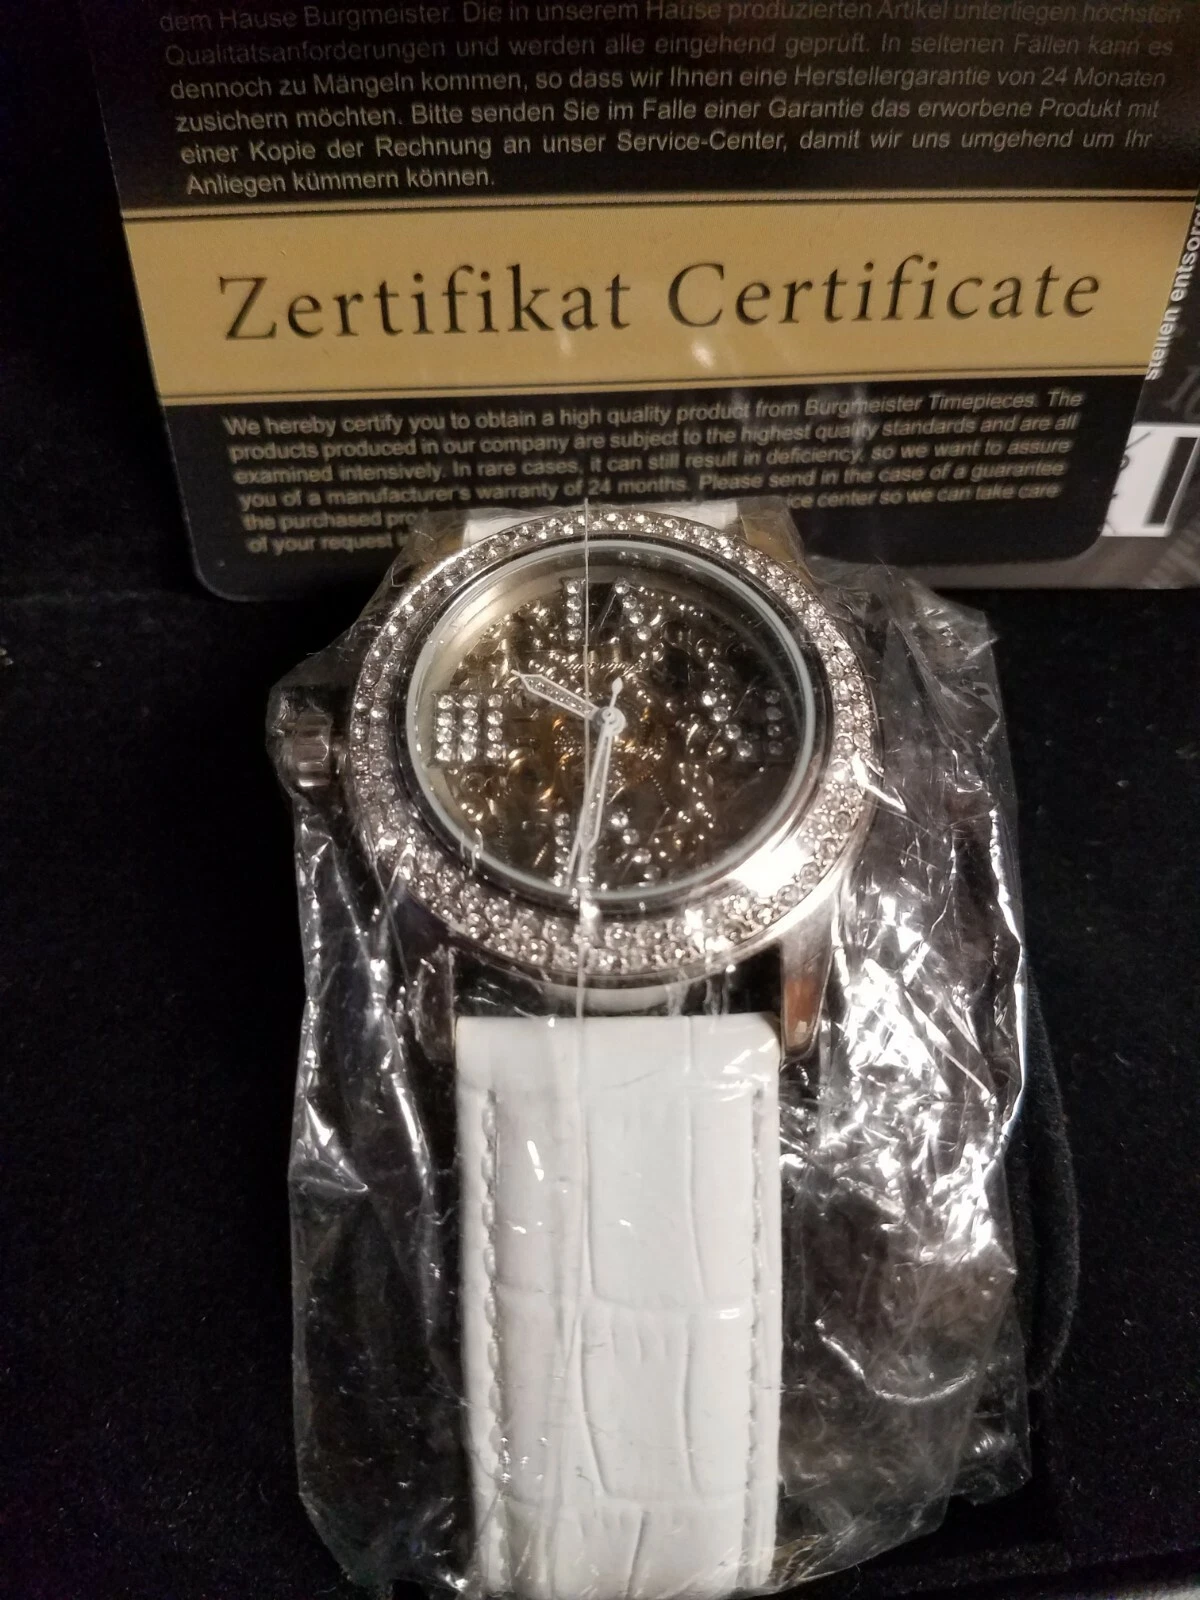 dem Hause Burgmeister. Die in unserem Hause produzierten Artikel unterliegen höchsten
Qualitätsanforderungen und werden alle eingehend geprüft. In seltenen Fällen kann es
dennoch zu Mängeln kommen, so dass wir Ihnen eine Herstellergarantie von 24 Monaten
zusichern möchten. Bitte senden Sie im Falle einer Garantie das erworbene Produkt mit
einer Kopie der Rechnung an unser Service-Center, damit wir uns umgehend um Ihr
Anliegen kümmern können.
Zertifikat Certificate
stellen entsorgt
We hereby certify you to obtain a high quality product from Burgmeister Timepieces. The
products produced in our company are subject to the highest quality standards and are all
examined intensively. In rare cases, it can still result in deficiency, so we want to assure
you of a manufacturer's warranty of 24 months. Please send in the case of a guarantee
the purchased center so we can take care
of your request